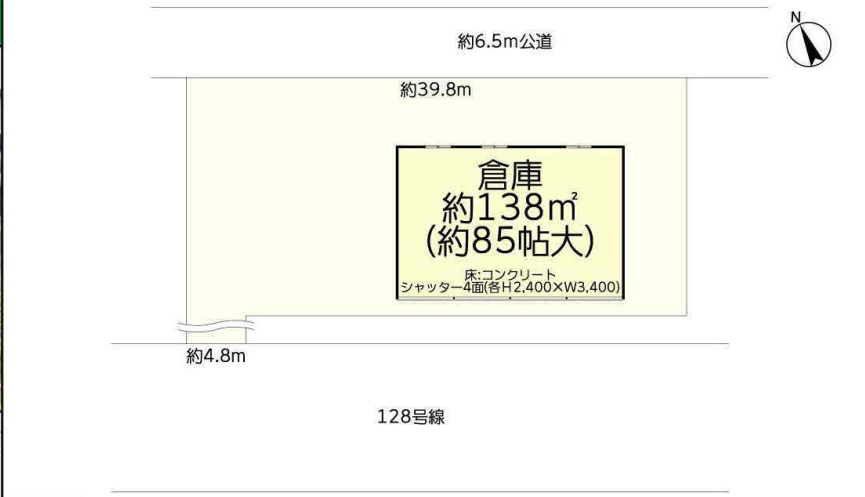 約6.5m公道
N
約39.8m
倉庫
約138㎡
(約85帖大)
床:コンクリート
シャッター4面(各H2,400×W3,400)
約4.8m
128号線